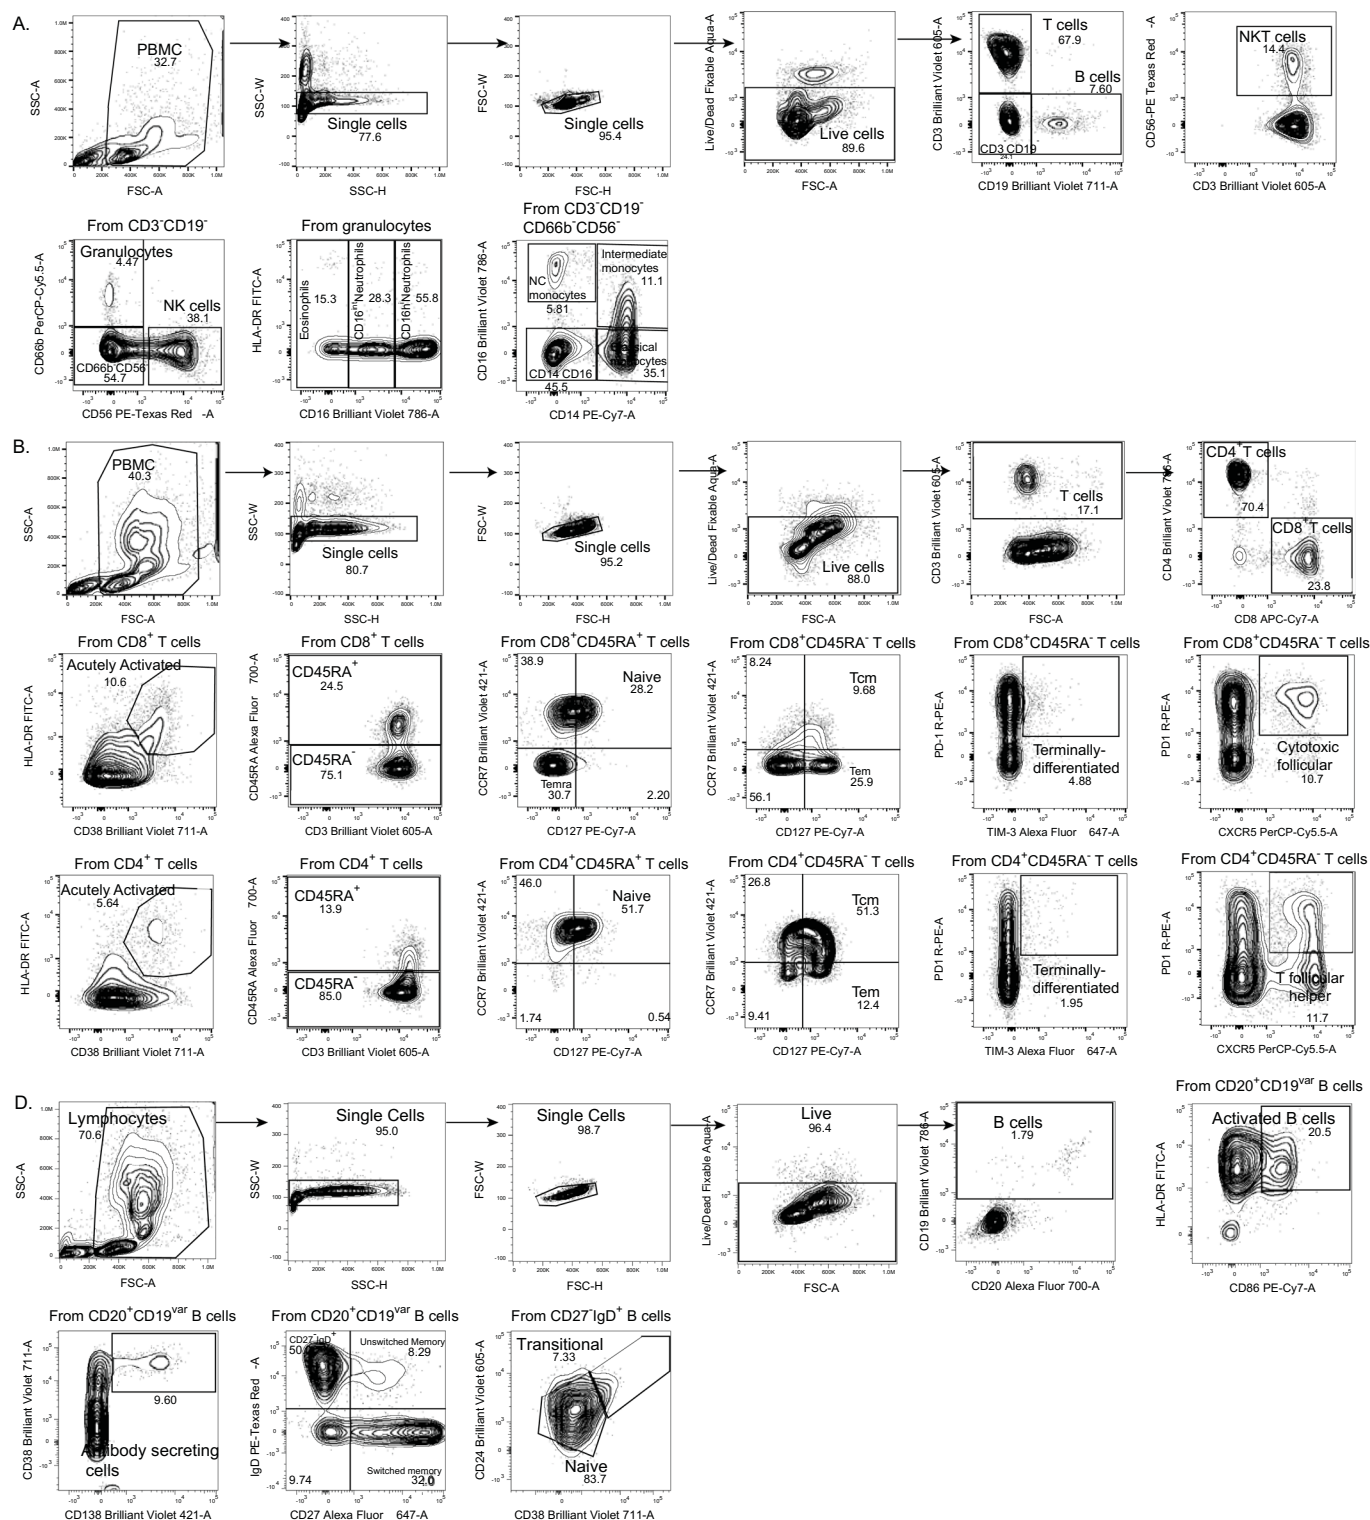 A.
PBMC
32.7
SSC-A
FSC-A
Single cells
77.6
SSC-W
SSC-H
Single cells
95.4
FSC-W
FSC-H
Live cells
89.6
Live/Dead Fixable Aqua-A
FSC-A
T cells
67.9
B cells
7.60
CD3⁻CD19⁻
24.1
CD3 Brilliant Violet 605-A
CD19 Brilliant Violet 711-A
NKT cells
14.4
CD56-PE Texas Red -A
CD3 Brilliant Violet 605-A
From CD3⁻CD19⁻
Granulocytes
4.47
NK cells
38.1
CD66b⁻CD56⁻
54.7
CD66b PerCP-Cy5.5-A
CD56 PE-Texas Red -A
From granulocytes
Eosinophils
15.3
CD16ⁱⁿᵗNeutrophils
28.3
CD16ʰⁱNeutrophils
55.8
HLA-DR FITC-A
CD16 Brilliant Violet 786-A
From CD3⁻CD19⁻
CD66b⁻CD56⁻
NC
monocytes
5.81
Intermediate
monocytes
11.1
Classical
monocytes
35.1
CD14⁻CD16⁻
45.5
CD16 Brilliant Violet 786-A
CD14 PE-Cy7-A
B.
PBMC
40.3
SSC-A
FSC-A
Single cells
80.7
SSC-W
SSC-H
Single cells
95.2
FSC-W
FSC-H
Live cells
88.0
Live/Dead Fixable Aqua-A
FSC-A
T cells
17.1
CD3 Brilliant Violet 605-A
FSC-A
CD4⁺T cells
70.4
CD8⁺T cells
23.8
CD4 Brilliant Violet 786-A
CD8 APC-Cy7-A
From CD8⁺ T cells
Acutely Activated
10.6
HLA-DR FITC-A
CD38 Brilliant Violet 711-A
From CD8⁺ T cells
CD45RA⁺
24.5
CD45RA⁻
75.1
CD45RA Alexa Fluor 700-A
CD3 Brilliant Violet 605-A
From CD8⁺CD45RA⁺ T cells
38.9
Naive
28.2
Temra
30.7
2.20
CCR7 Brilliant Violet 421-A
CD127 PE-Cy7-A
From CD8⁺CD45RA⁻ T cells
8.24
Tcm
9.68
Tem
25.9
56.1
CCR7 Brilliant Violet 421-A
CD127 PE-Cy7-A
From CD8⁺CD45RA⁻ T cells
Terminally-
differentiated
4.88
PD-1 R-PE-A
TIM-3 Alexa Fluor 647-A
From CD8⁺CD45RA⁻ T cells
Cytotoxic
follicular
10.7
PD1 R-PE-A
CXCR5 PerCP-Cy5.5-A
From CD4⁺ T cells
Acutely Activated
5.64
HLA-DR FITC-A
CD38 Brilliant Violet 711-A
From CD4⁺ T cells
CD45RA⁺
13.9
CD45RA⁻
85.0
CD45RA Alexa Fluor 700-A
CD3 Brilliant Violet 605-A
From CD4⁺CD45RA⁺ T cells
46.0
Naive
51.7
1.74
0.54
CCR7 Brilliant Violet 421-A
CD127 PE-Cy7-A
From CD4⁺CD45RA⁻ T cells
26.8
Tcm
51.3
Tem
12.4
9.41
CCR7 Brilliant Violet 421-A
CD127 PE-Cy7-A
From CD4⁺CD45RA⁻ T cells
Terminally-
differentiated
1.95
PD1 R-PE-A
TIM-3 Alexa Fluor 647-A
From CD4⁺CD45RA⁻ T cells
T follicular
helper
11.7
PD1 R-PE-A
CXCR5 PerCP-Cy5.5-A
D.
Lymphocytes
70.6
SSC-A
FSC-A
Single Cells
95.0
SSC-W
SSC-H
Single Cells
98.7
FSC-W
FSC-H
Live
96.4
Live/Dead Fixable Aqua-A
FSC-A
B cells
1.79
CD19 Brilliant Violet 786-A
CD20 Alexa Fluor 700-A
From CD20⁺CD19ᵛᵃʳ B cells
Activated B cells
20.5
HLA-DR FITC-A
CD86 PE-Cy7-A
From CD20⁺CD19ᵛᵃʳ B cells
9.60
Antibody secreting
cells
CD38 Brilliant Violet 711-A
CD138 Brilliant Violet 421-A
From CD20⁺CD19ᵛᵃʳ B cells
CD27⁻IgD⁺
Unswitched Memory
8.29
9.74
Switched memory
IgD PE-Texas Red -A
CD27 Alexa Fluor 647-A
From CD27⁻IgD⁺ B cells
Transitional
7.33
Naive
83.7
CD24 Brilliant Violet 605-A
CD38 Brilliant Violet 711-A